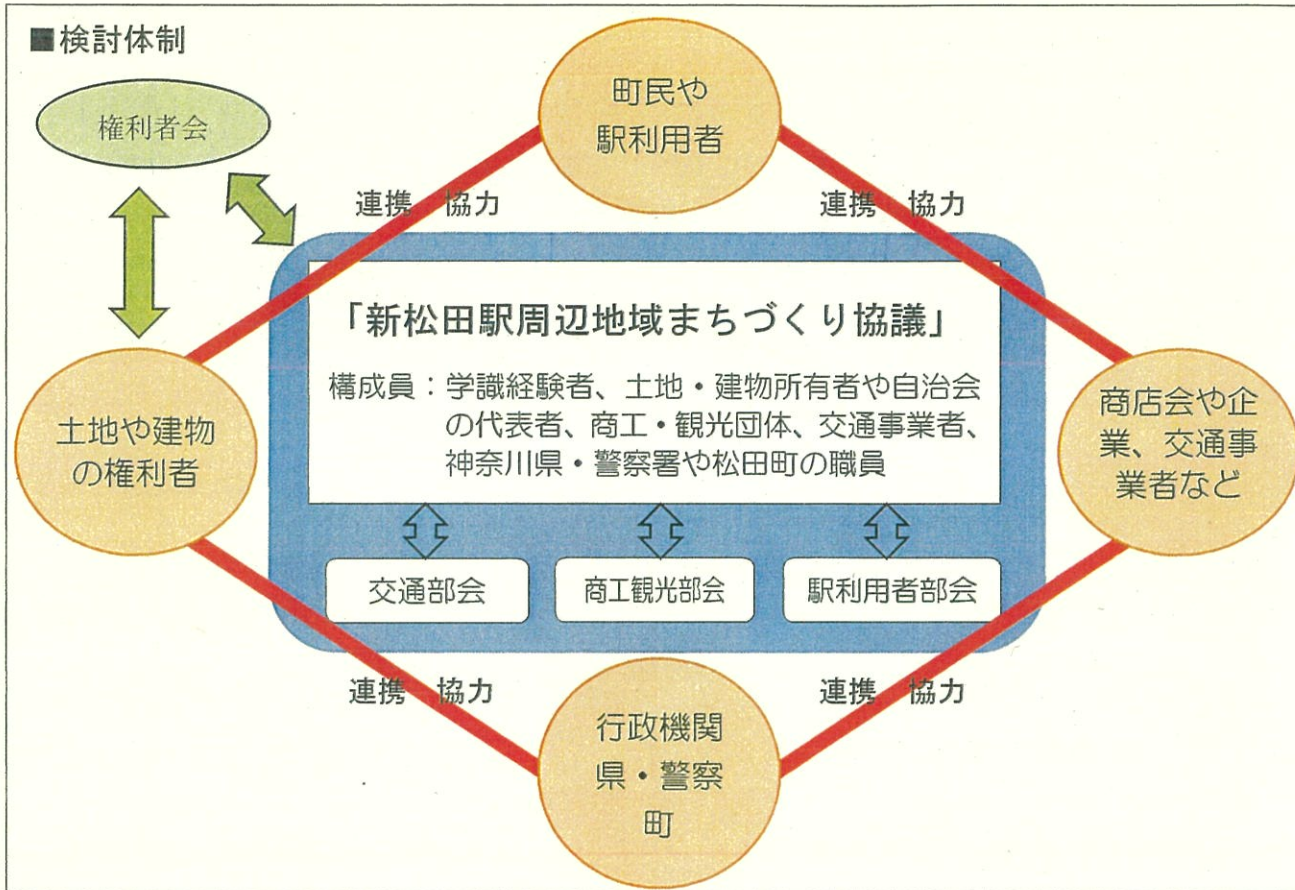 ■検討体制
権利者会
町民や
駅利用者
連携 協力
連携 協力
「新松田駅周辺地域まちづくり協議」
構成員：学識経験者、土地・建物所有者や自治会
の代表者、商工・観光団体、交通事業者、
神奈川県・警察署や松田町の職員
土地や建物
の権利者
商店会や企
業、交通事
業者など
交通部会
商工観光部会
駅利用者部会
連携 協力
連携 協力
行政機関
県・警察
町